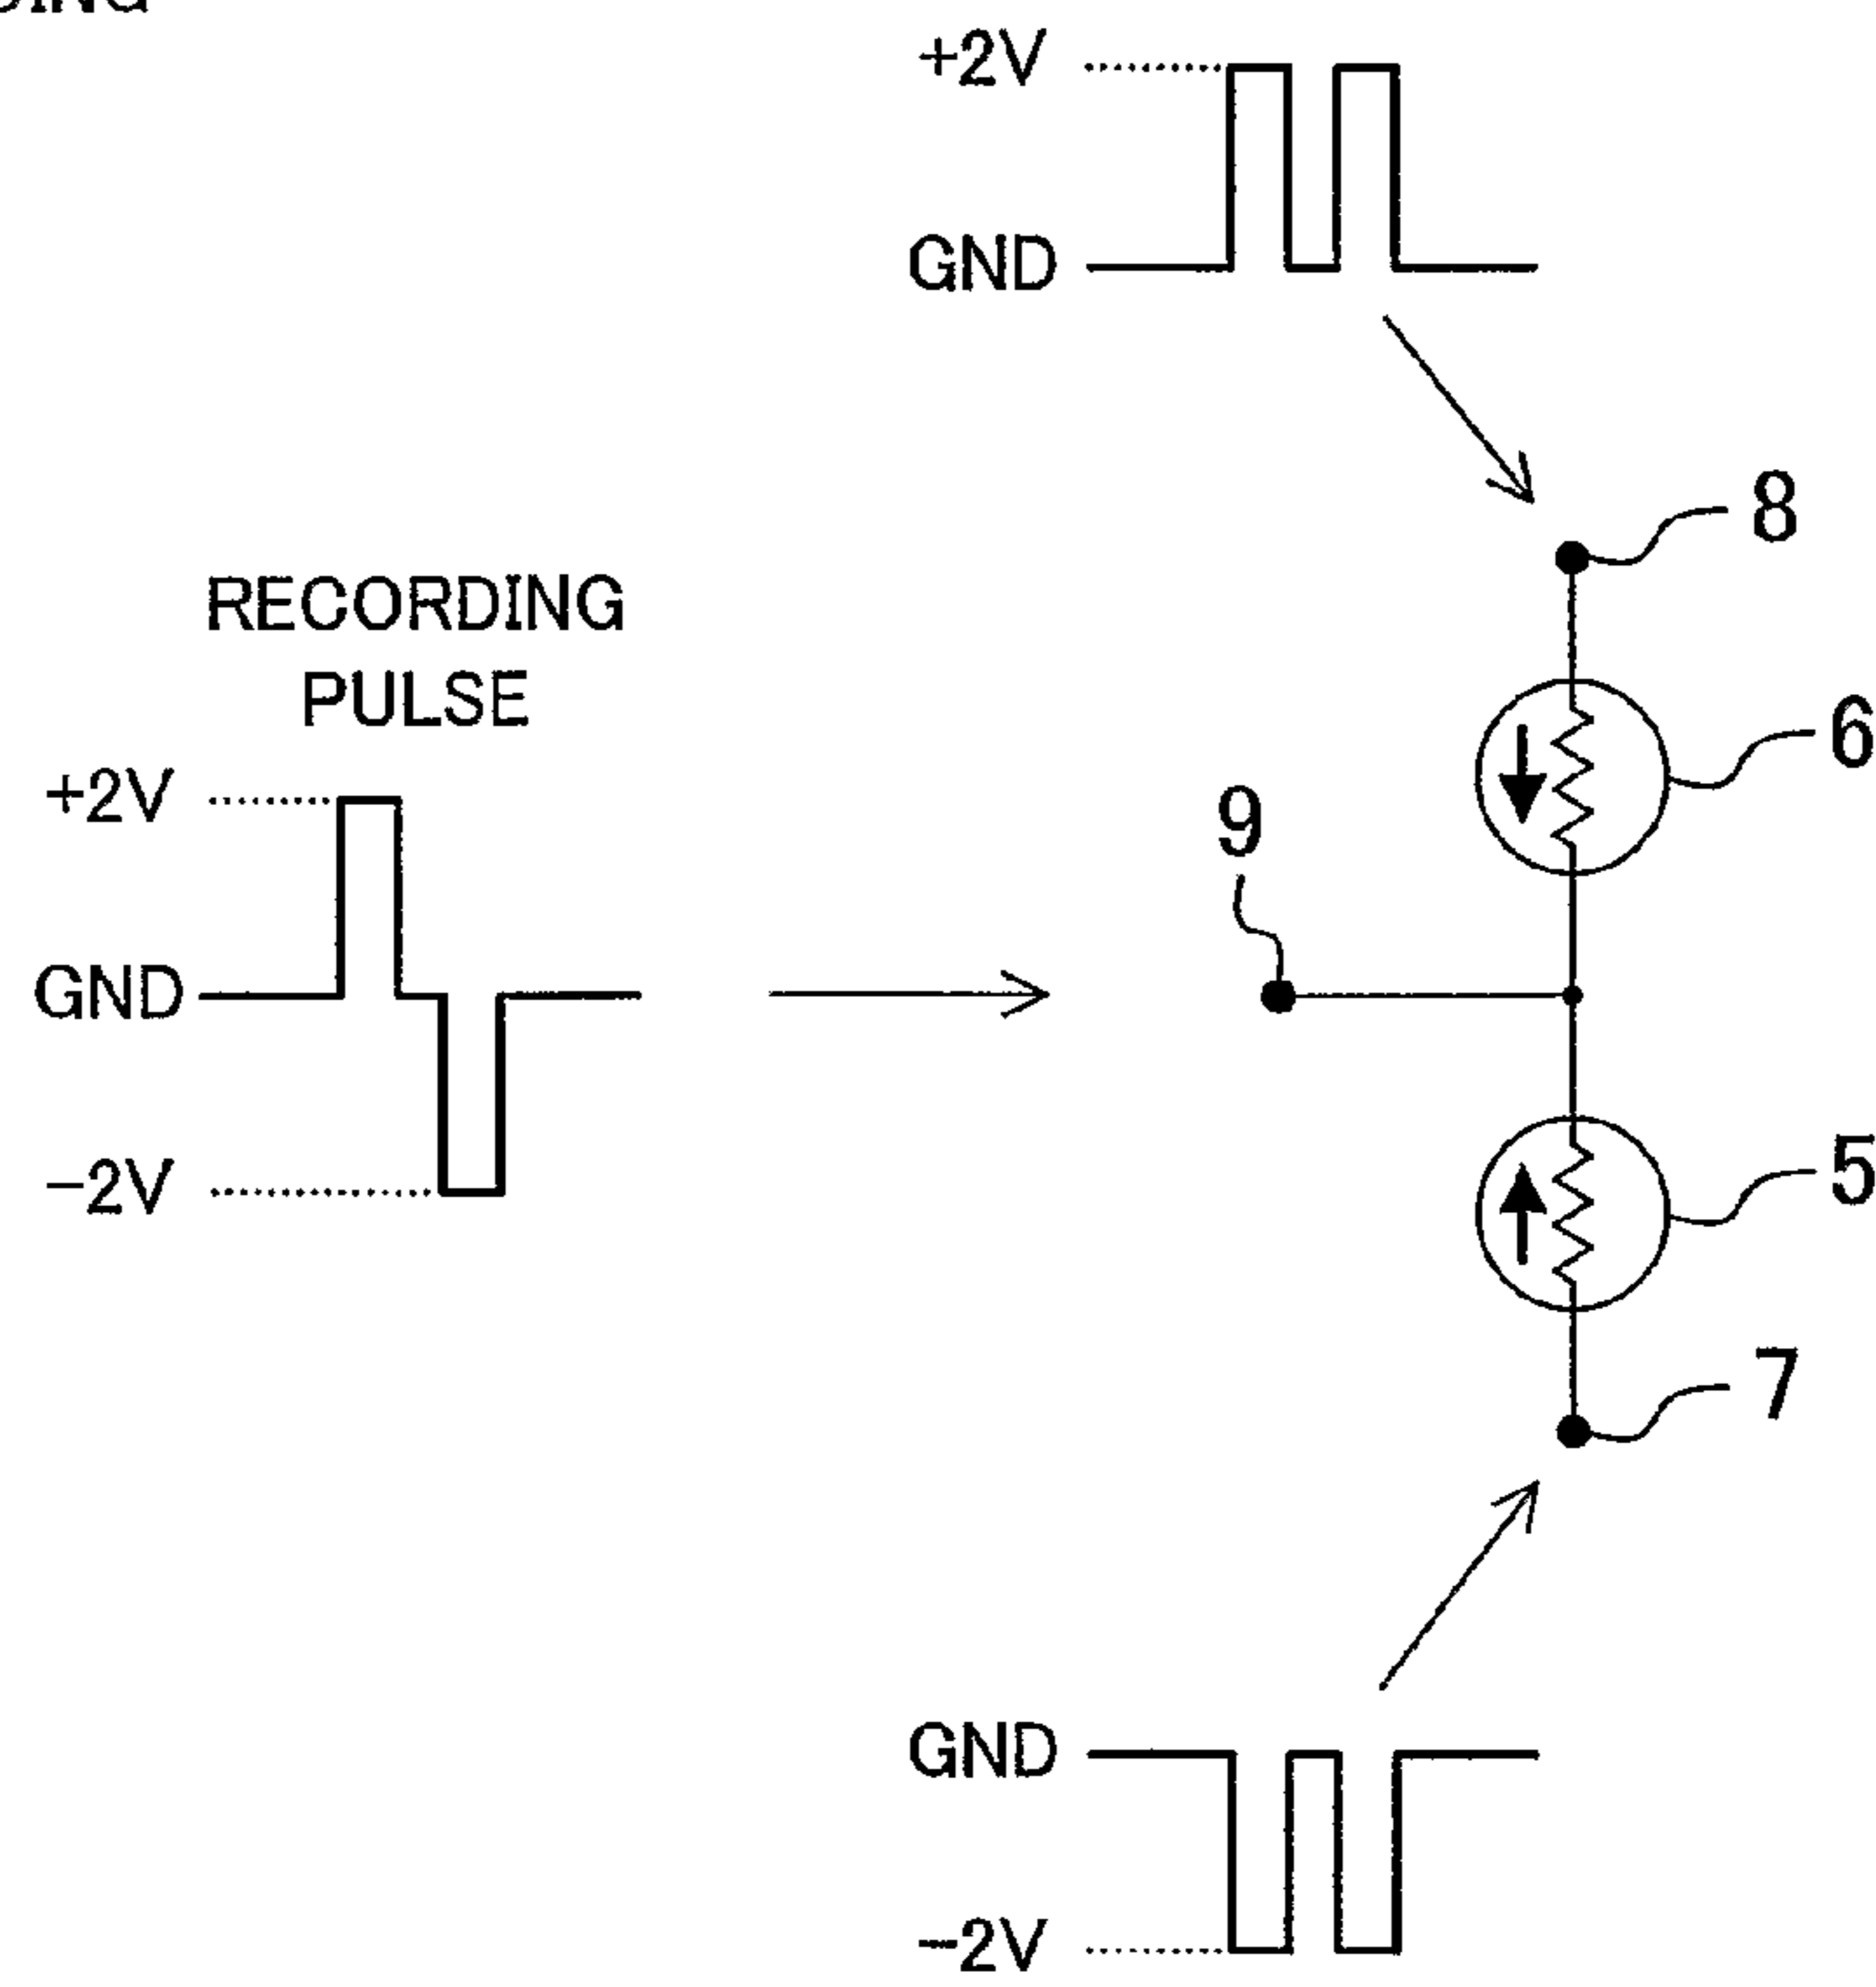 +2V
GND
8
RECORDING
PULSE
6
+2V
9
GND
5
-2V
7
GND
-2V